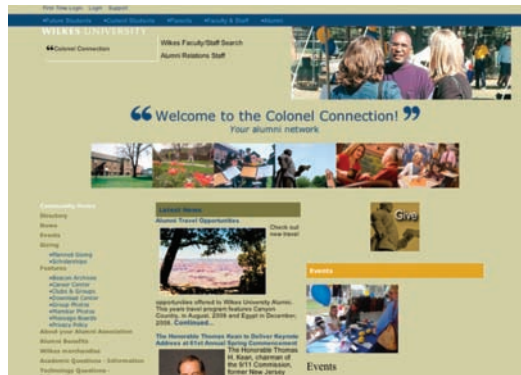 First Time Login Login Support
•Future Students •Current Students •Parents •Faculty & Staff •Alumni
WILKES UNIVERSITY
Colonel Connection
Wilkes Faculty/Staff Search
Alumni Relations Staff
“ Welcome to the Colonel Connection! ”
Your alumni network
Community Home
Directory
News
Events
Giving
•Planned Giving
•Scholarships
Features
•Beacon Archives
•Career Center
•Clubs & Groups
•Download Center
•Group Photos
•Member Photos
•Message Boards
•Privacy Policy
About your Alumni Association
Alumni Benefits
Wilkes merchandise
Academic Questions - Information
Technology Questions -
Latest News
Alumni Travel Opportunities
Check out
new travel
opportunities offered to Wilkes University Alumni.
This years travel program features Canyon
Country, in August, 2008 and Egypt in December,
2008. Continued...
The Honorable Thomas Kean to Deliver Keynote
Address at 61st Annual Spring Commencement
The Honorable Thomas
H. Kean, chairman of
the 9/11 Commission,
former New Jersey
Give
Events
Events